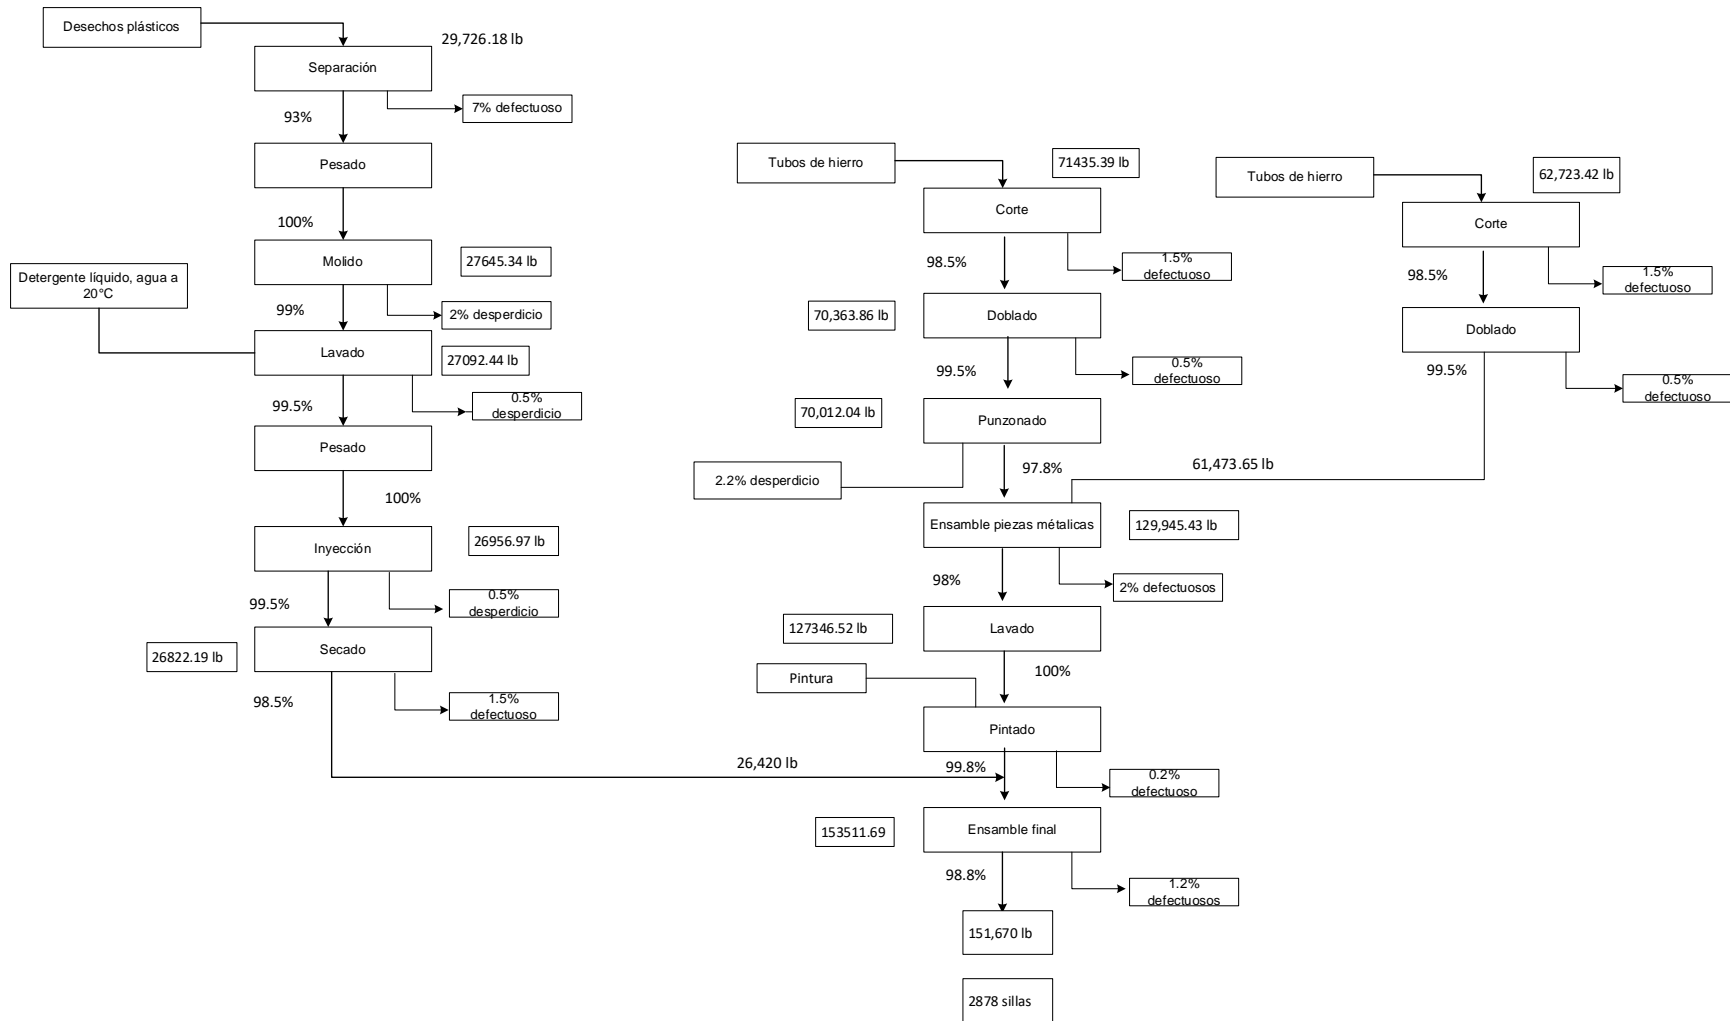 Desechos plásticos
29,726.18 lb
Separación
7% defectuoso
93%
Pesado
100%
Molido
27645.34 lb
Detergente líquido, agua a
20°C
99%
2% desperdicio
Lavado
27092.44 lb
99.5%
0.5%
desperdicio
Pesado
100%
Inyección
26956.97 lb
99.5%
0.5%
desperdicio
Secado
26822.19 lb
98.5%
1.5%
defectuoso
26,420 lb
Tubos de hierro
71435.39 lb
Corte
98.5%
1.5%
defectuoso
70,363.86 lb
Doblado
99.5%
0.5%
defectuoso
70,012.04 lb
Punzonado
97.8%
2.2% desperdicio
Tubos de hierro
62,723.42 lb
Corte
98.5%
1.5%
defectuoso
Doblado
99.5%
0.5%
defectuoso
61,473.65 lb
Ensamble piezas métalicas
129,945.43 lb
98%
2% defectuosos
127346.52 lb
Lavado
100%
Pintura
Pintado
99.8%
0.2%
defectuoso
153511.69
Ensamble final
98.8%
1.2%
defectuosos
151,670 lb
2878 sillas